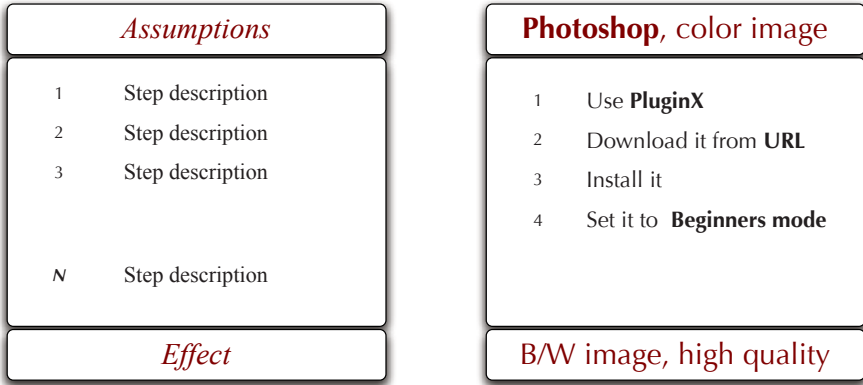 Assumptions
1 Step description
2 Step description
3 Step description
N Step description
Effect
Photoshop, color image
1 Use PluginX
2 Download it from URL
3 Install it
4 Set it to Beginners mode
B/W image, high quality